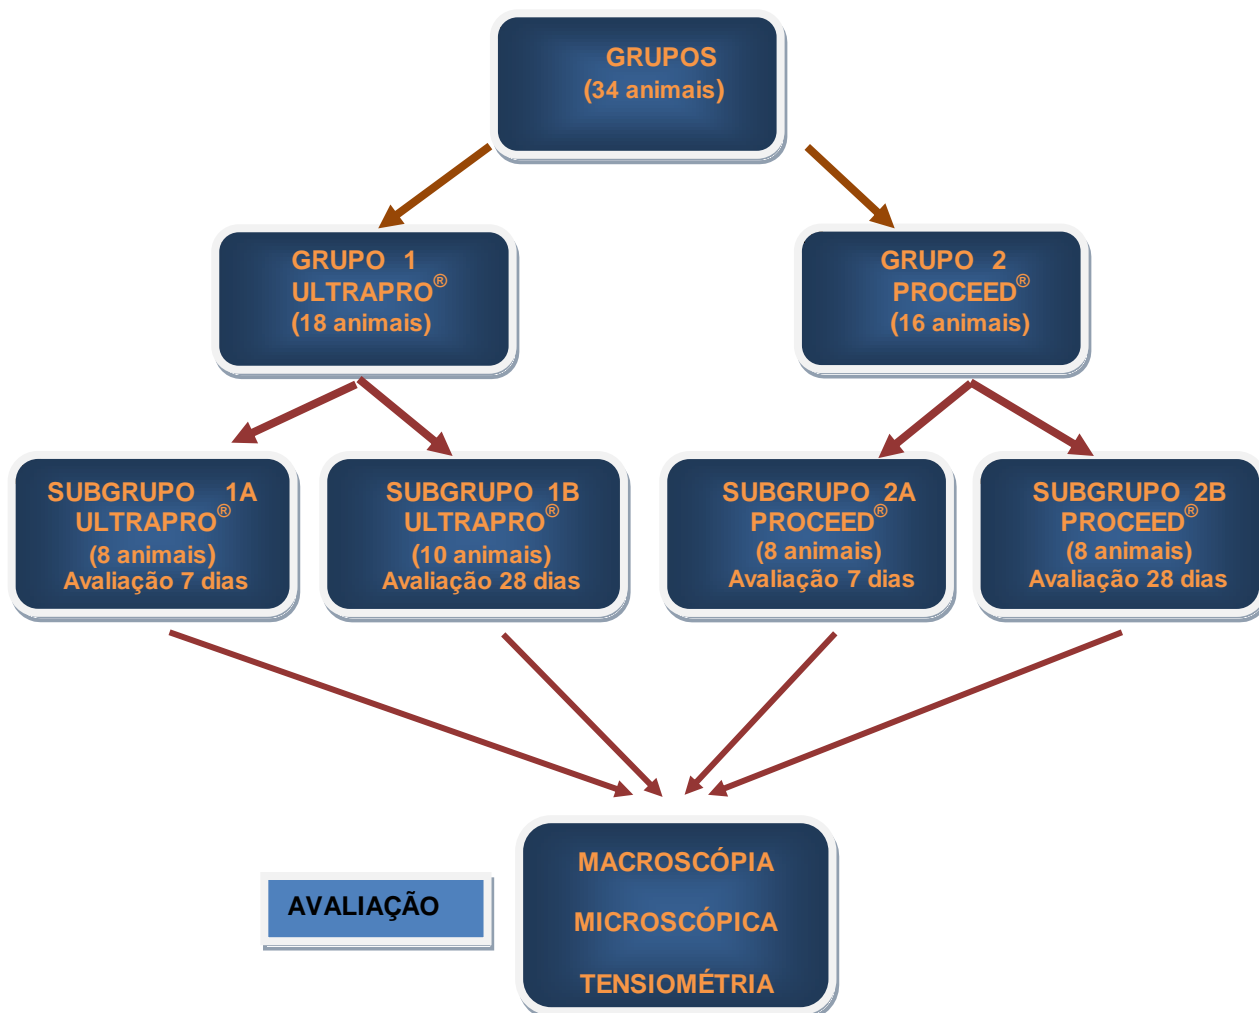 GRUPOS
(34 animais)
GRUPO 1
ULTRAPRO®
(18 animais)
GRUPO 2
PROCEED®
(16 animais)
SUBGRUPO 1A
ULTRAPRO®
(8 animais)
Avaliação 7 dias
SUBGRUPO 1B
ULTRAPRO®
(10 animais)
Avaliação 28 dias
SUBGRUPO 2A
PROCEED®
(8 animais)
Avaliação 7 dias
SUBGRUPO 2B
PROCEED®
(8 animais)
Avaliação 28 dias
AVALIAÇÃO
MACROSCÓPIA
MICROSCÓPICA
TENSIOMÉTRIA